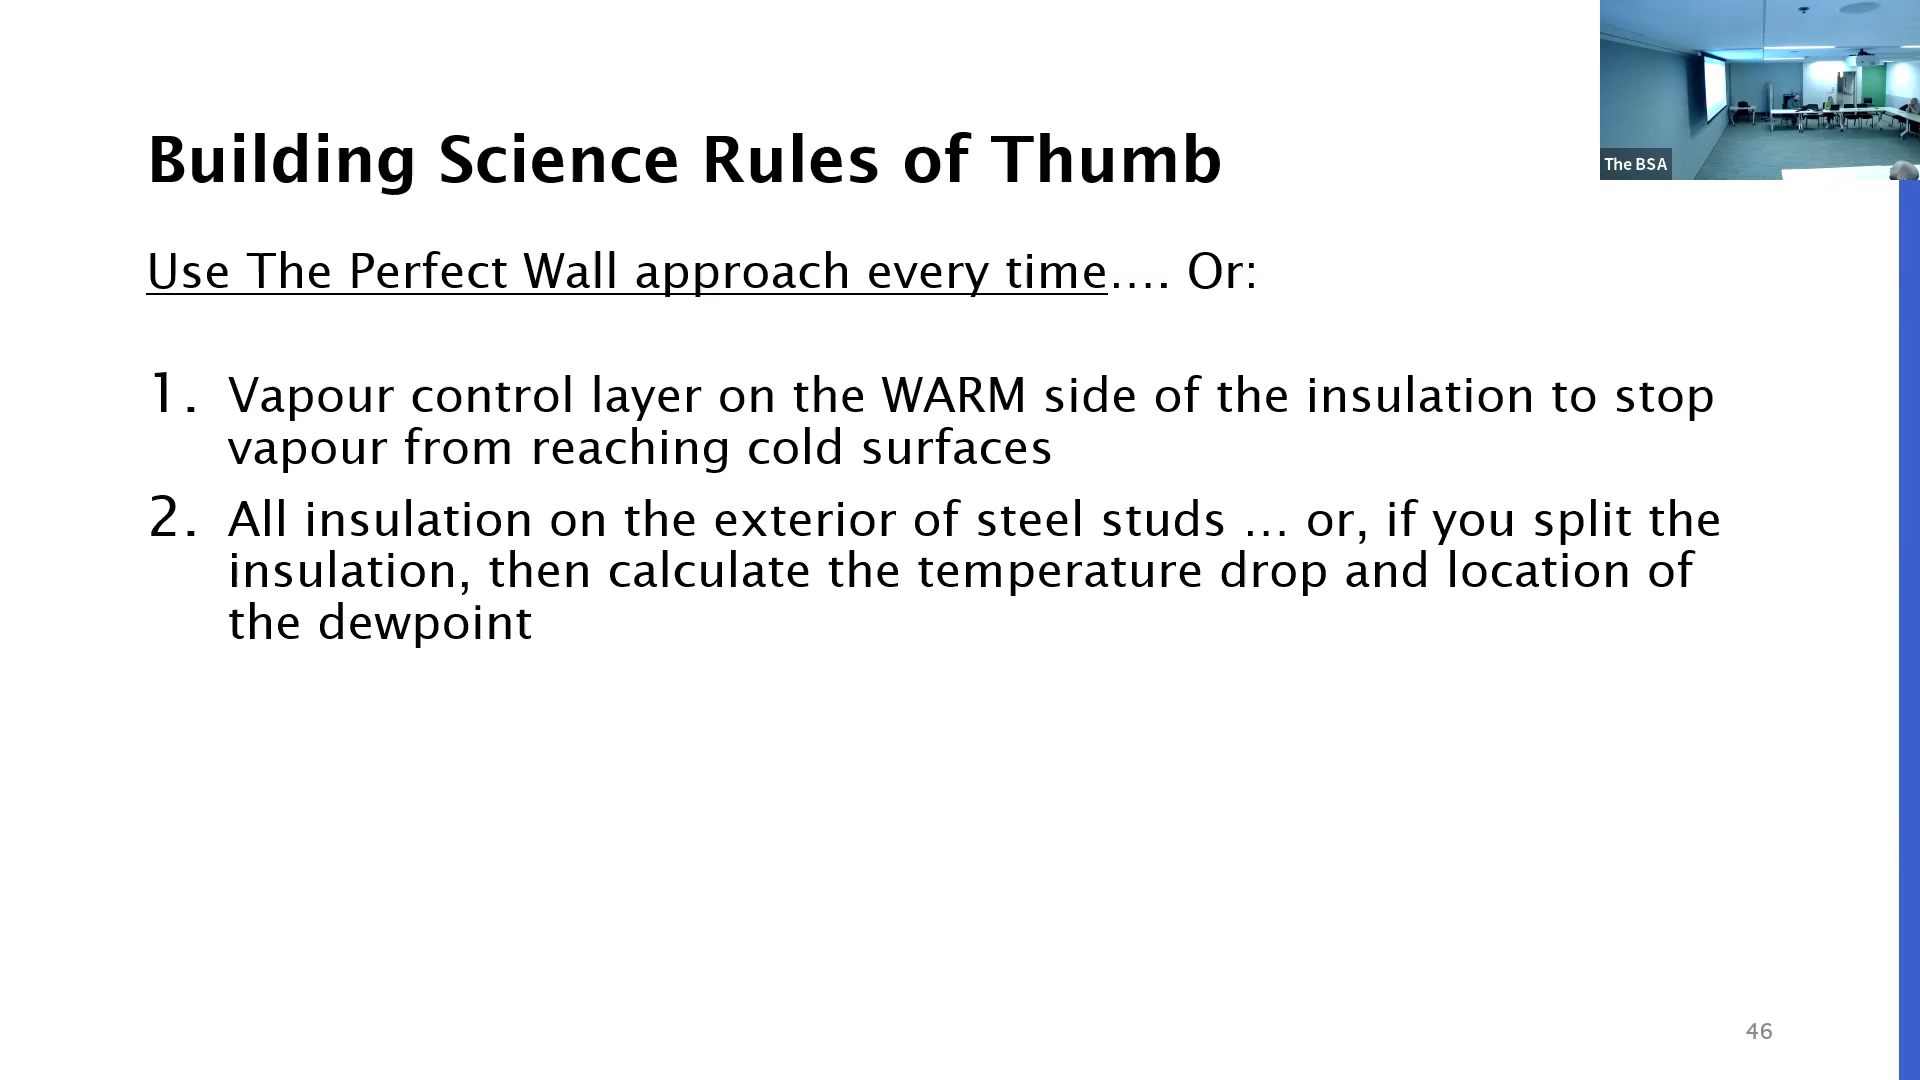 The BSA
Building Science Rules of Thumb
Use The Perfect Wall approach every time.... Or:
1. Vapour control layer on the WARM side of the insulation to stop
vapour from reaching cold surfaces
2. All insulation on the exterior of steel studs ... or, if you split the
insulation, then calculate the temperature drop and location of
the dewpoint
46